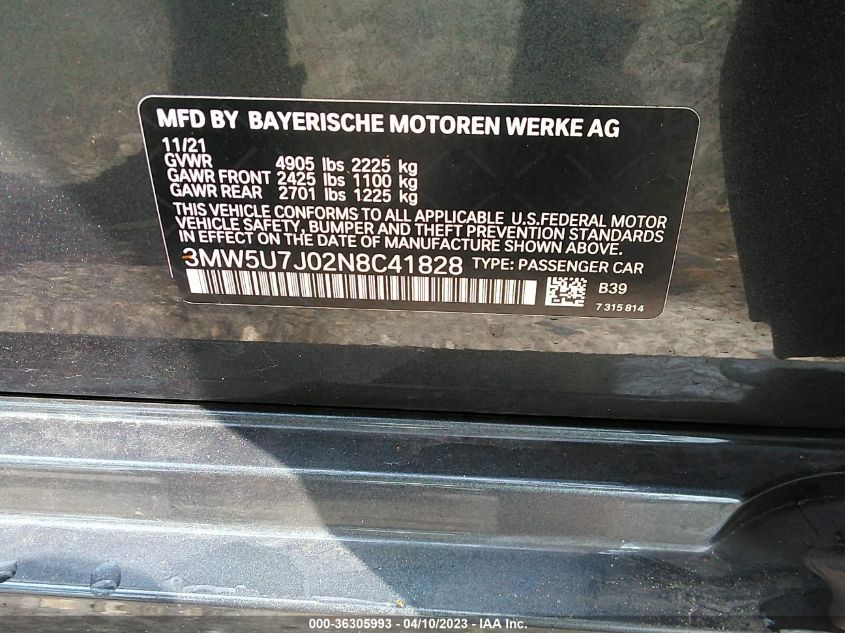 MFD BY BAYERISCHE MOTOREN WERKE AG
11/21
GVWR 4905 lbs 2225 kg
GAWR FRONT 2425 lbs 1100 kg
GAWR REAR 2701 lbs 1225 kg
THIS VEHICLE CONFORMS TO ALL APPLICABLE U.S.FEDERAL MOTOR
VEHICLE SAFETY, BUMPER AND THEFT PREVENTION STANDARDS
IN EFFECT ON THE DATE OF MANUFACTURE SHOWN ABOVE.
3MW5U7J02N8C41828 TYPE: PASSENGER CAR
B39
7 315 814
000-36305993 - 04/10/2023 - IAA Inc.